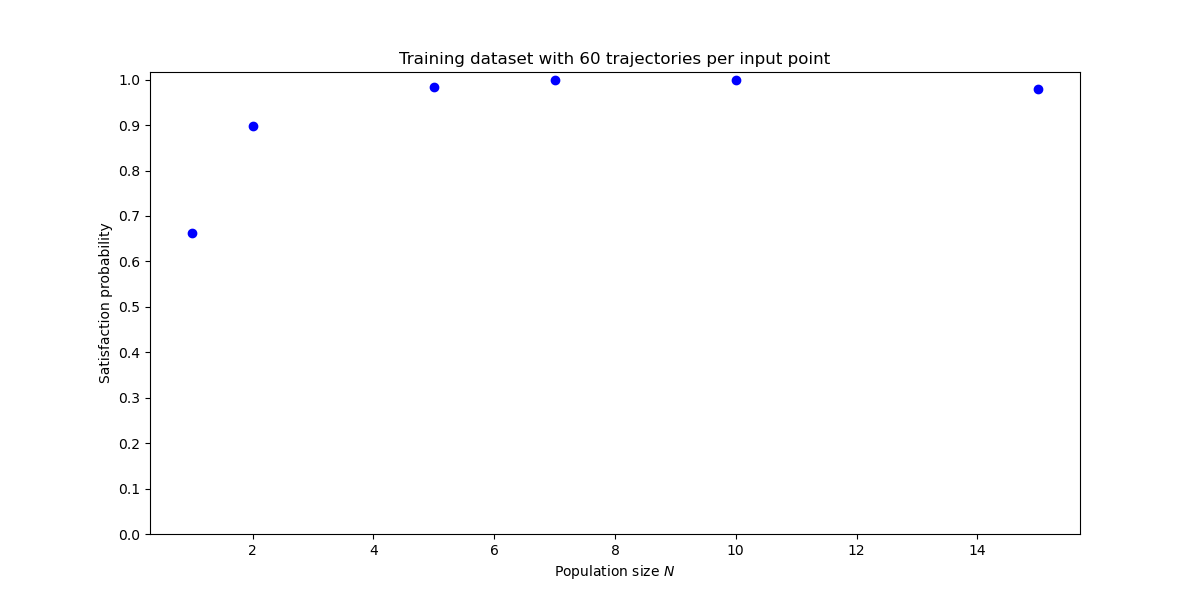 Training dataset with 60 trajectories per input point
1.0
0.9
0.8
0.7
0.6
0.5
0.4
0.3
0.2
0.1
0.0
Satisfaction probability
2 4 6 8 10 12 14
Population size N